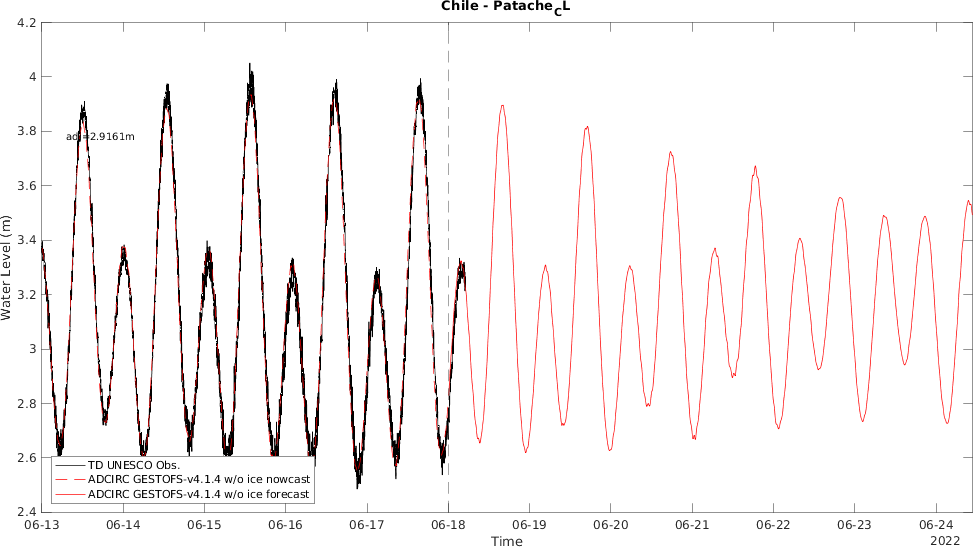 Chile - Patache_CL
4.2
4
3.8
3.6
3.4
3.2
3
2.8
2.6
2.4
Water Level (m)
adj=2.9161m
TD UNESCO Obs.
ADCIRC GESTOFS-v4.1.4 w/o ice nowcast
ADCIRC GESTOFS-v4.1.4 w/o ice forecast
06-13 06-14 06-15 06-16 06-17 06-18 06-19 06-20 06-21 06-22 06-23 06-24
Time
2022